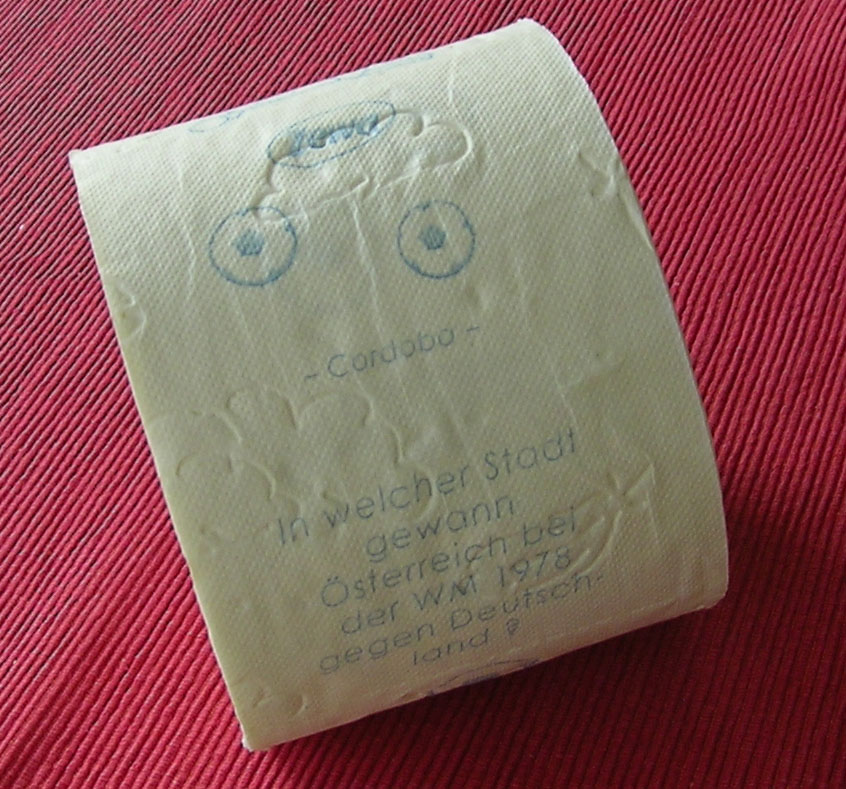 - Cordoba -
In welcher Stadt
gewann
Österreich bei
der WM 1978
gegen Deutsch-
land ?